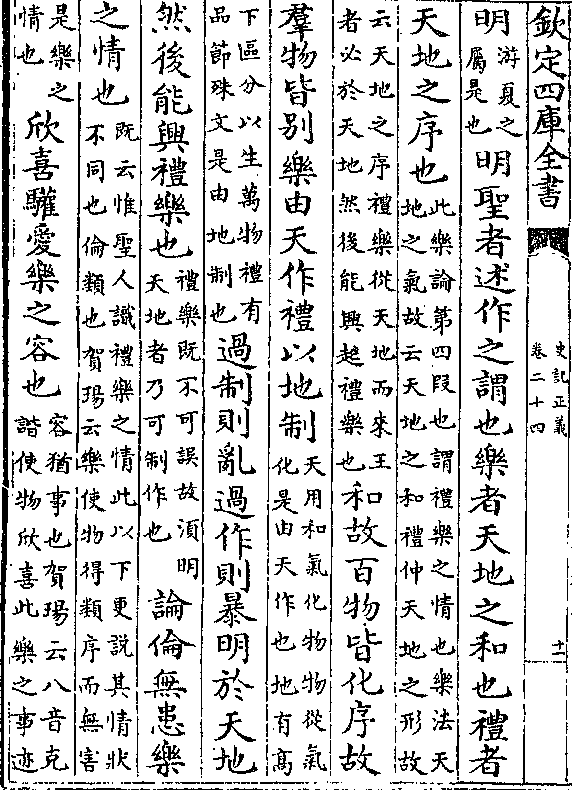 欽定四庫全書
史記正義
卷二十四
十一
明游夏之屬是也明聖者述作之謂也樂者天地之和也禮者
天地之序也此樂論第四段也謂禮樂之情也樂法天地之氣故云天地之和禮仲天地之形故
云天地之序禮樂從天地而來王者必於天地然後能興起禮樂也和故百物皆化序故
羣物皆别樂由天作禮以地制天用和氣化物物從氣化是由天作也地有髙
下區分以生萬物禮有品節殊文是由地制也過制則亂過作則暴明於天地
然後能興禮樂也禮樂既不可誤故湏明天地者乃可制作也論倫無患樂
之情也既云惟聖人識禮樂之情此以下更說其情狀不同也倫類也賀瑒云樂使物得類序而無害
是樂之情也欣喜驩愛樂之容也容猶事也賀瑒云八音克諧使物欣喜此樂之事迹